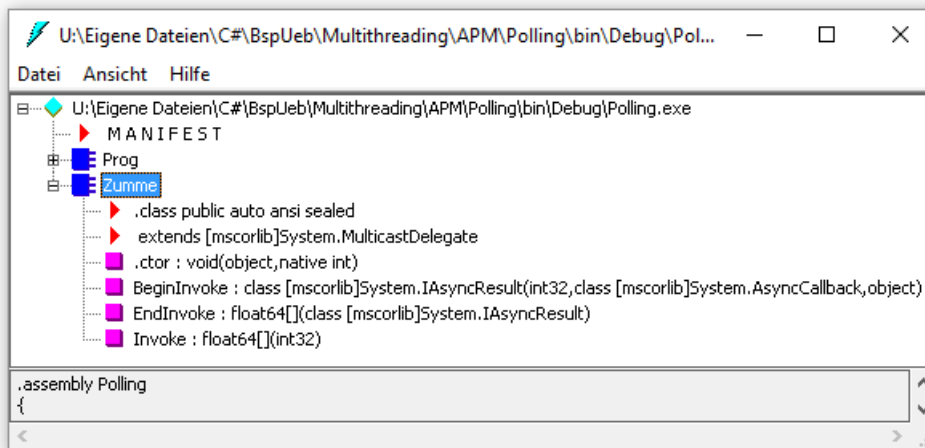 U:\Eigene Dateien\C#\BspUeb\Multithreading\APM\Polling\bin\Debug\Pol...
Datei Ansicht Hilfe
U:\Eigene Dateien\C#\BspUeb\Multithreading\APM\Polling\bin\Debug\Polling.exe
M A N I F E S T
Prog
Zumme
.class public auto ansi sealed
extends [mscorlib]System.MulticastDelegate
.ctor : void(object,native int)
BeginInvoke : class [mscorlib]System.IAsyncResult(int32,class [mscorlib]System.AsyncCallback,object)
EndInvoke : float64[](class [mscorlib]System.IAsyncResult)
Invoke : float64[](int32)
.assembly Polling
{